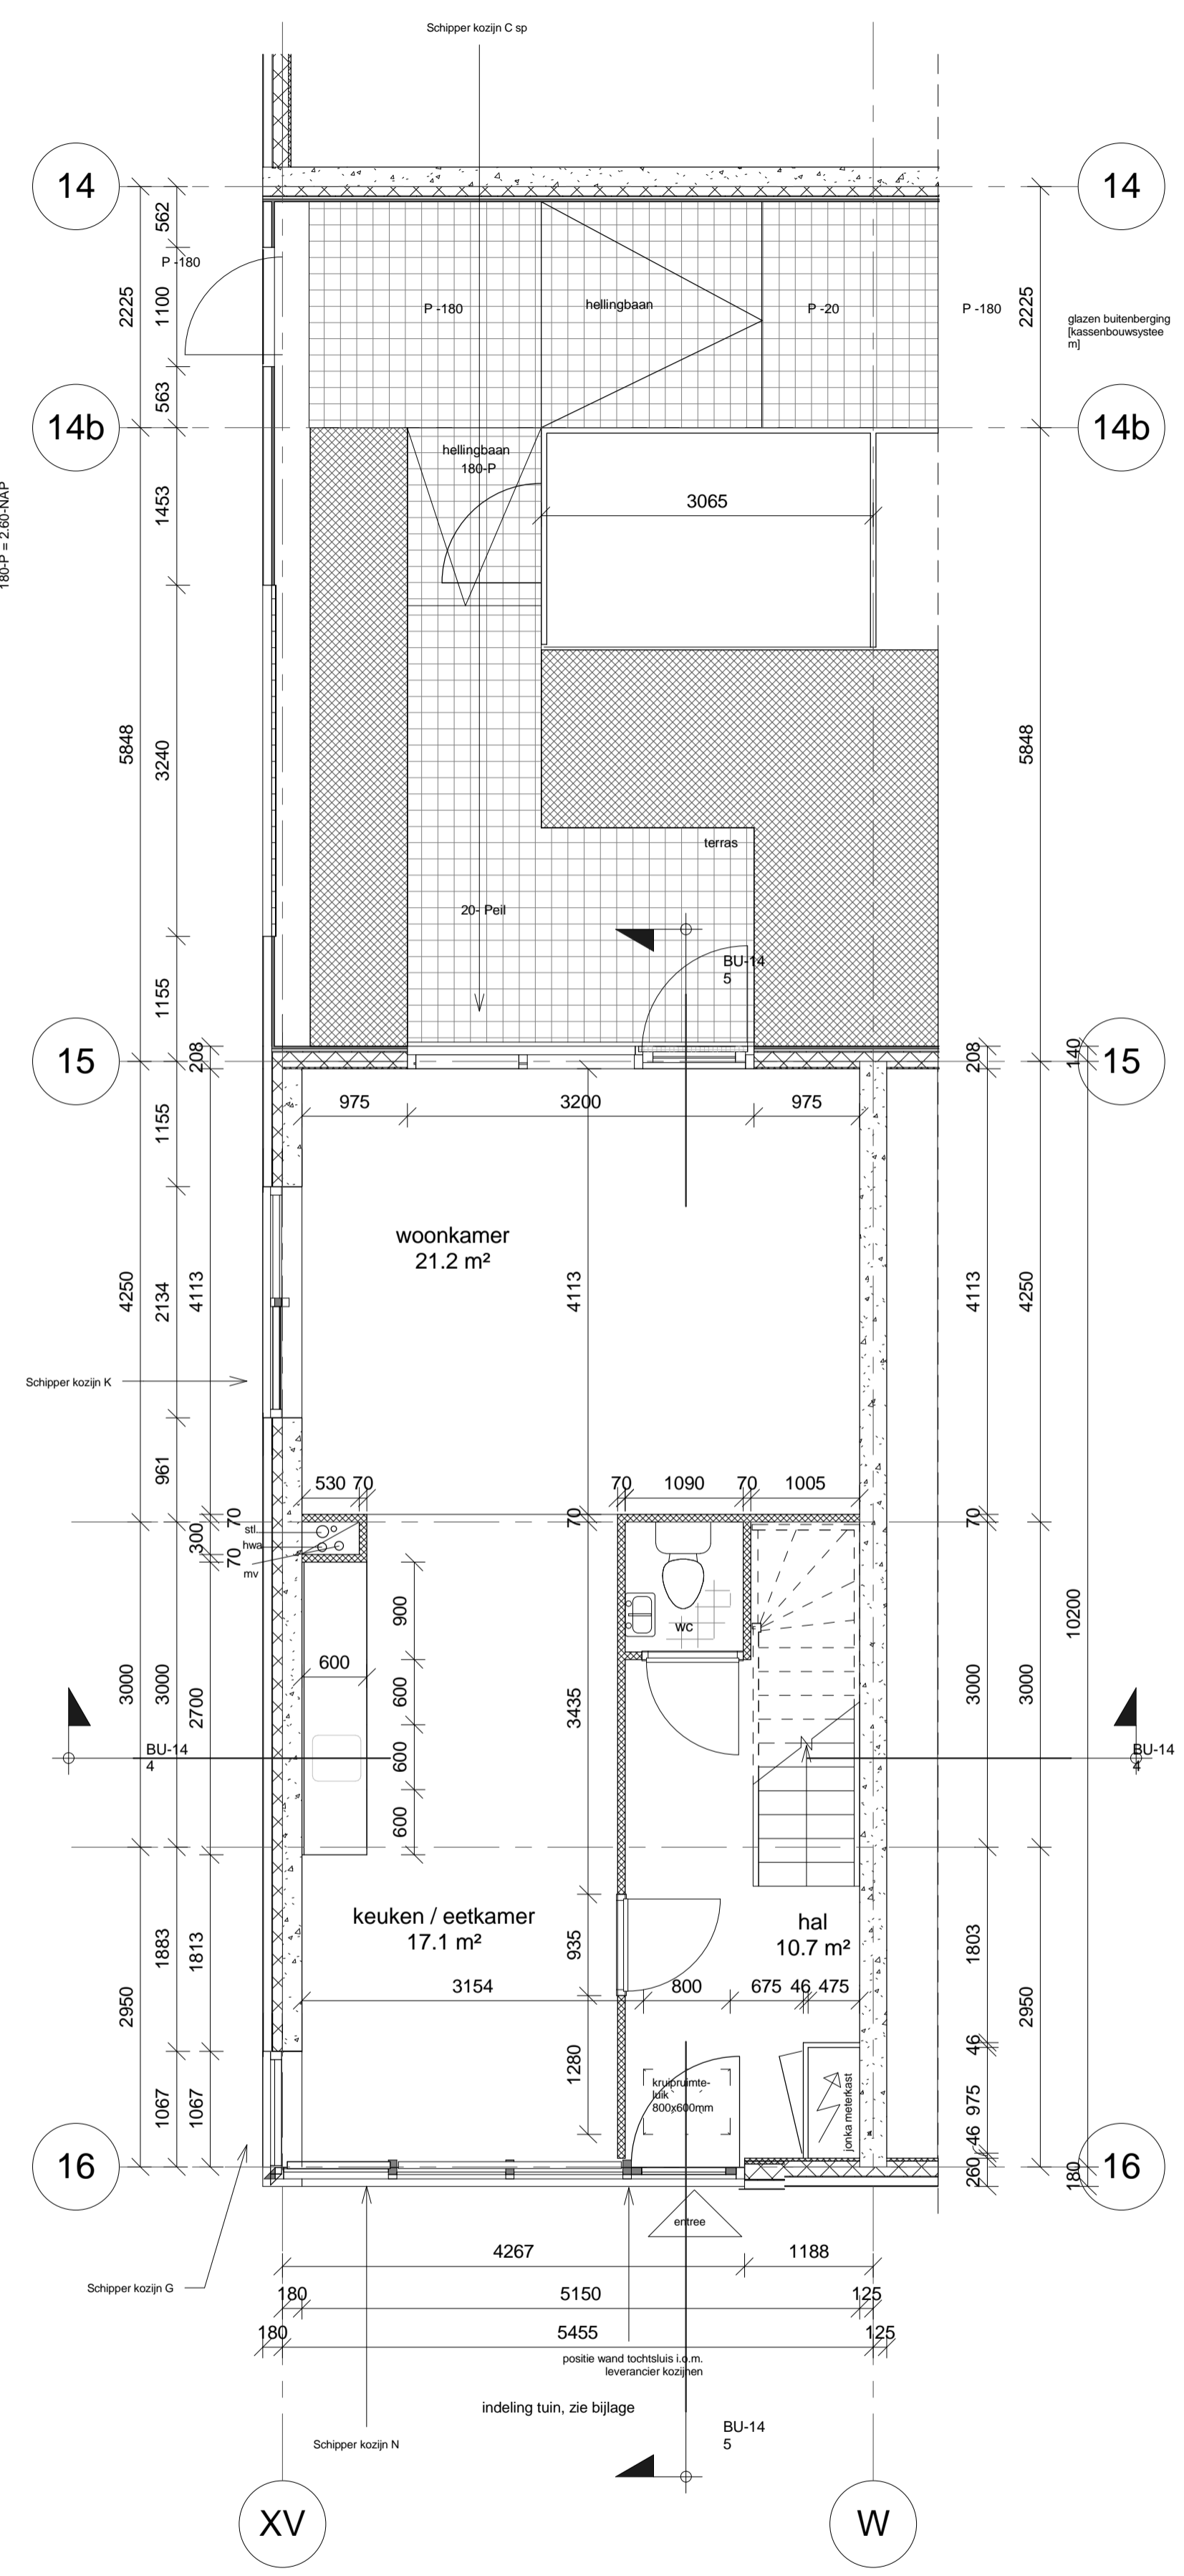 Schipper kozijn C sp
14
14
562
P -180
2225
1100
P -180
hellingbaan
P -20
P -180
2225
glazen buitenberging
[kassenbouwsystee
m]
563
14b
14b
hellingbaan
180-P
180-P = 2.60-NAP
1453
3065
5848
3240
5848
terras
20- Peil
BU-14
5
1155
15
208
208
140
15
975
3200
975
1155
woonkamer
21.2 m²
4250
2134
4113
4113
4113
4250
Schipper kozijn K
961
530
70
70
1090
70
1005
70
300
70
stl
hwa
mv
70
70
900
wc
10200
600
3000
3000
2700
600
3435
3000
3000
BU-14
4
600
BU-14
4
600
keuken / eetkamer
17.1 m²
hal
10.7 m²
2950
1883
1813
935
1803
2950
3154
800
675
46
475
46
1067
1067
1280
kruipruimte-
luik
800x600mm
jonka meterkast
975
46
16
260
180
16
entree
4267
1188
Schipper kozijn G
180
5150
125
180
5455
125
positie wand tochtsluis i.o.m.
leverancier kozijnen
indeling tuin, zie bijlage
BU-14
5
Schipper kozijn N
XV
W